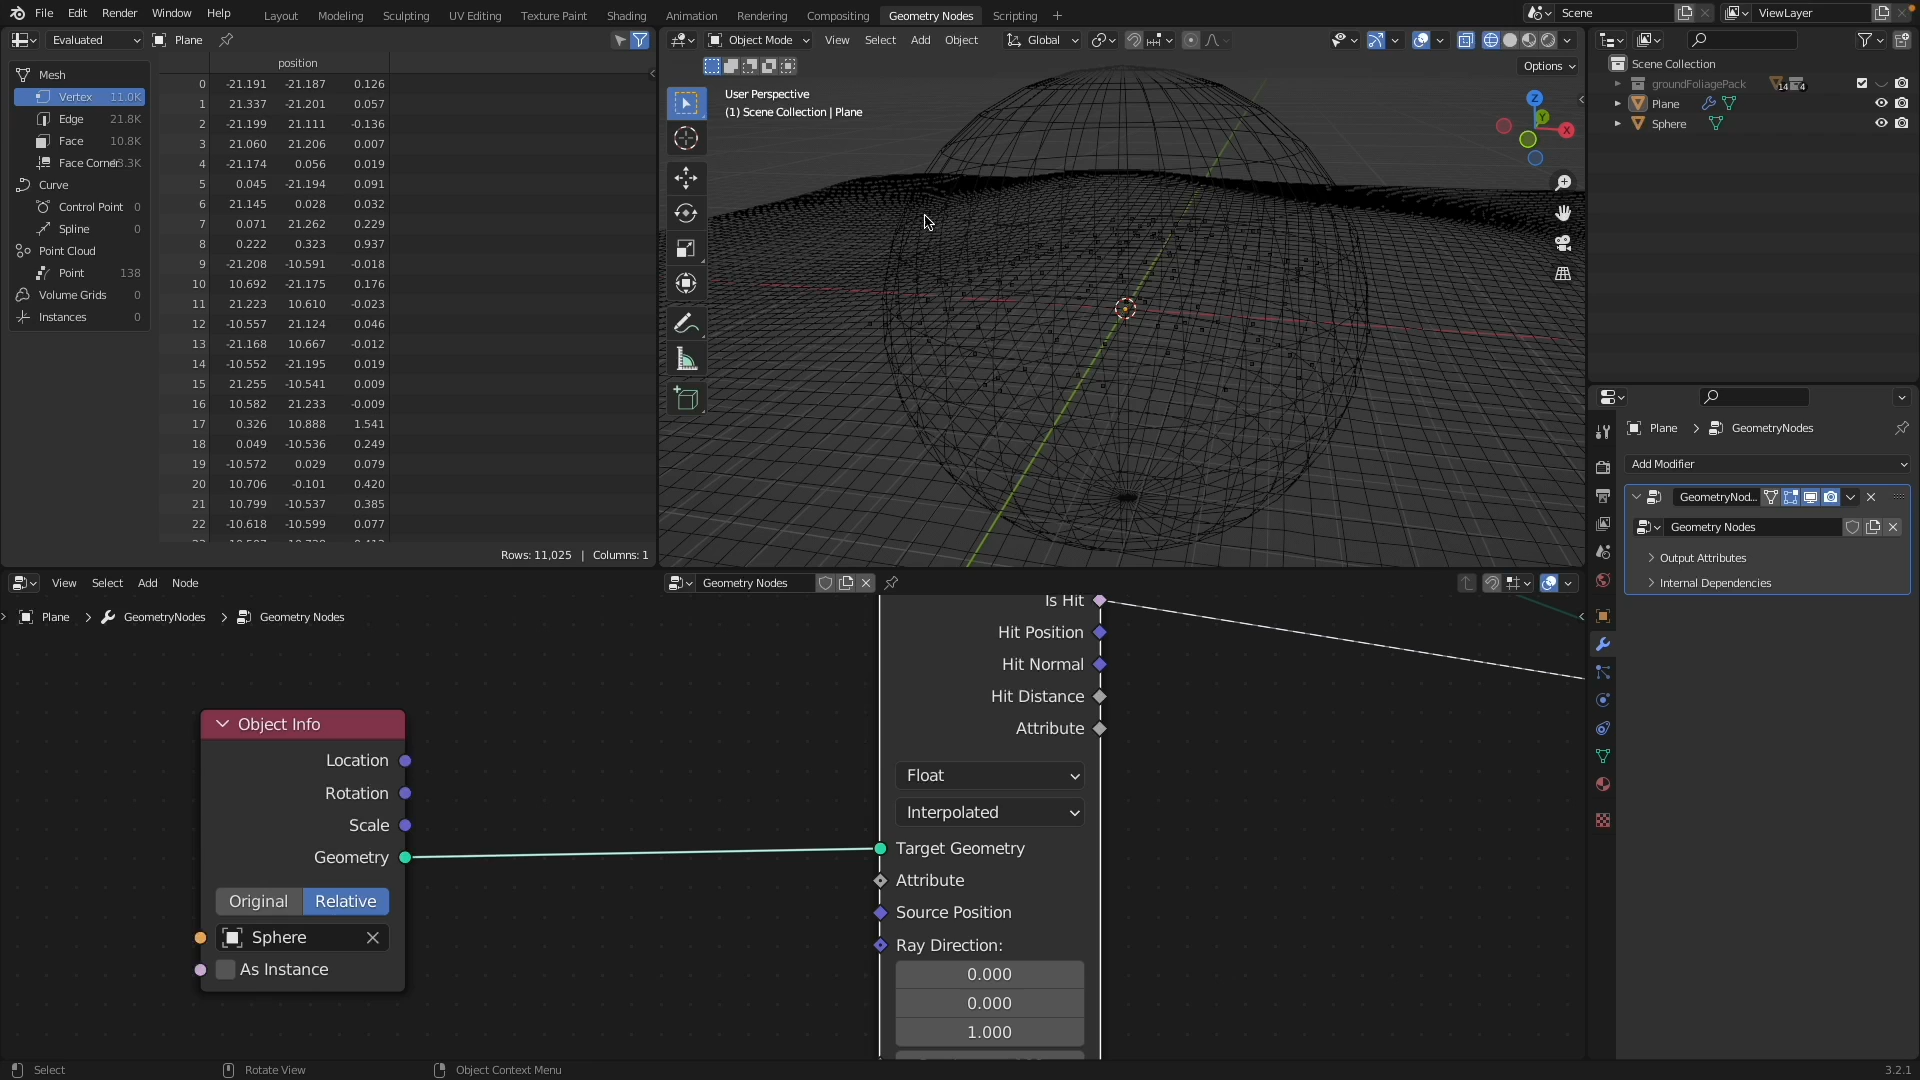 File Edit Render Window Help Layout Modeling Sculpting UV Editing Texture Paint Shading Animation Rendering Compositing Geometry Nodes Scripting + Scene ViewLayer
Evaluated Plane
Object Mode View Select Add Object Global
Options
position
Mesh
Vertex 11.0K
Edge 21.8K
Face 10.8K
Face Corner
Curve
Control Point 0
Spline 0
Point Cloud
Point 138
Volume Grids 0
Instances 0
0 -21.191 -21.187 0.126
1 21.337 -21.201 0.057
2 -21.199 21.111 -0.136
3 21.060 21.206 0.007
4 -21.174 0.056 0.019
5 0.045 -21.194 0.091
6 21.145 0.028 0.032
7 0.071 21.262 0.229
8 0.222 0.323 0.937
9 -21.208 -10.591 -0.018
10 10.692 -21.175 0.176
11 21.223 10.610 -0.023
12 -10.557 21.124 0.046
13 -21.168 10.667 -0.012
14 -10.552 -21.195 0.019
15 21.255 -10.541 0.009
16 10.582 21.233 -0.009
17 0.326 10.888 1.541
18 0.049 -10.536 0.249
19 -10.572 0.029 0.079
20 10.706 -0.101 0.420
21 10.799 -10.537 0.385
22 -10.618 -10.599 0.077
Rows: 11,025 | Columns: 1
User Perspective
(1) Scene Collection | Plane
Z
Y
X
Scene Collection
groundFoliagePack 14 4
Plane
Sphere
Plane > GeometryNodes
Add Modifier
GeometryNod...
Geometry Nodes
Output Attributes
Internal Dependencies
View Select Add Node Geometry Nodes
Plane > GeometryNodes > Geometry Nodes
Object Info
Location
Rotation
Scale
Geometry
Original Relative
Sphere
As Instance
Is Hit
Hit Position
Hit Normal
Hit Distance
Attribute
Float
Interpolated
Target Geometry
Attribute
Source Position
Ray Direction:
0.000
0.000
1.000
Select Rotate View Object Context Menu 3.2.1